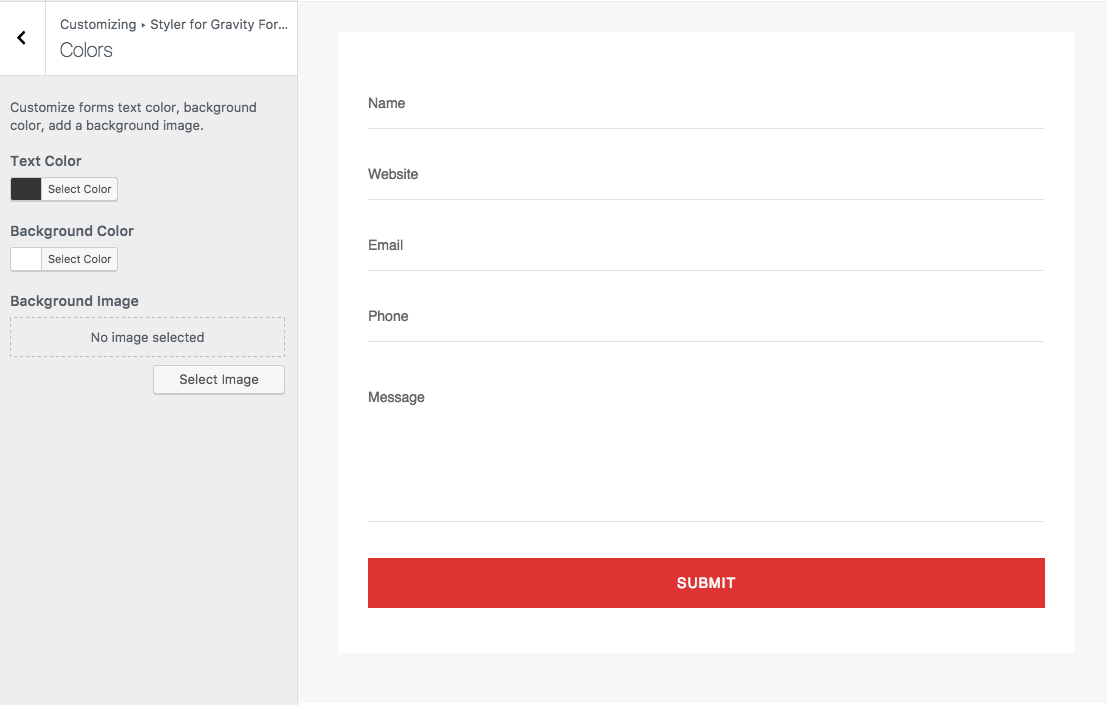 Customizing ▸ Styler for Gravity For...
Colors
Customize forms text color, background
color, add a background image.
Text Color
Select Color
Background Color
Select Color
Background Image
No image selected
Select Image
Name
Website
Email
Phone
Message
SUBMIT